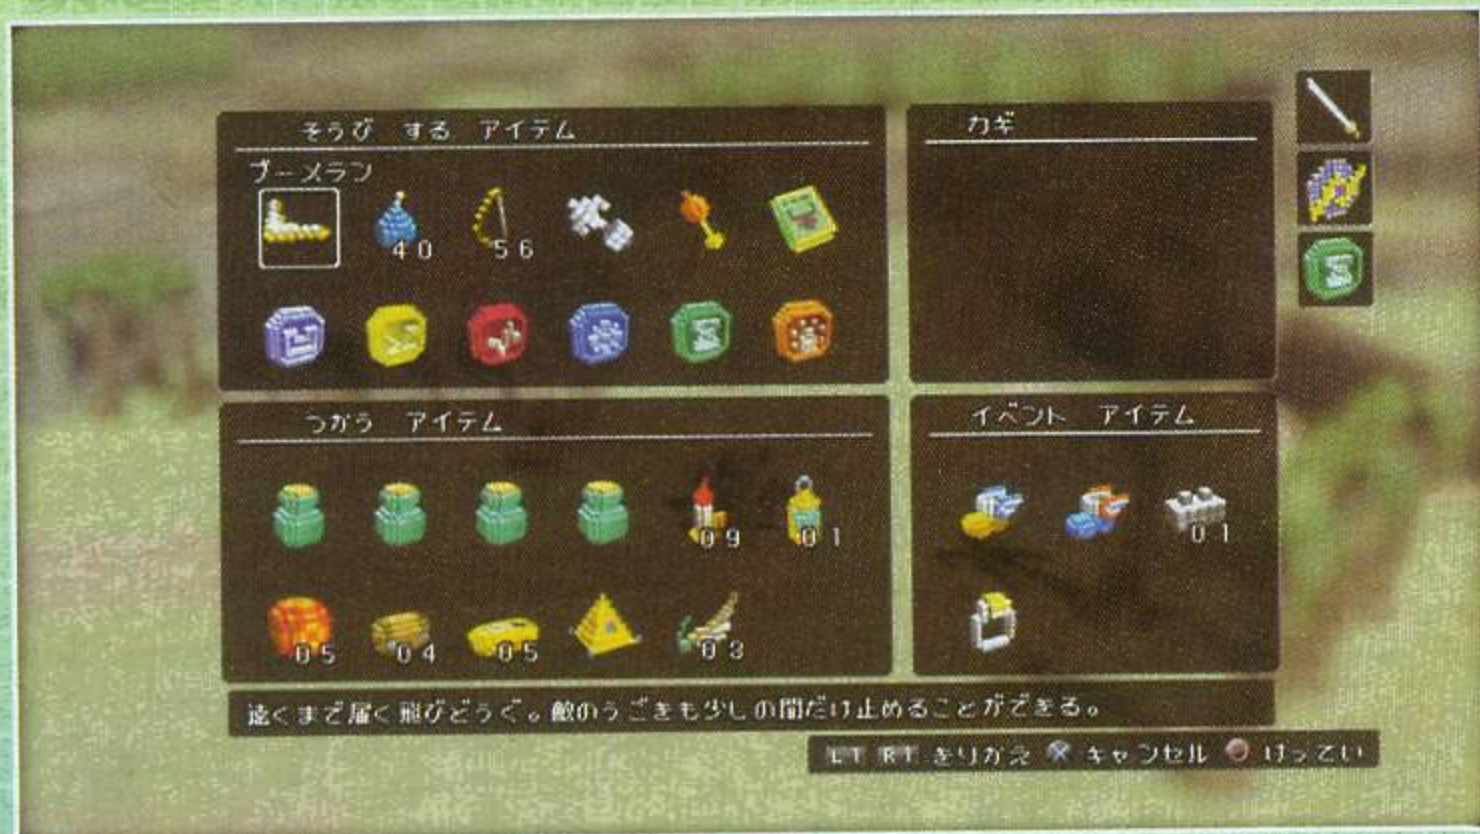 そうび する アイテム
ブーメラン
40
56
カギ
つかう アイテム
09
01
05
04
05
03
イベント アイテム
01
遠くまで届く飛びどうぐ。敵のうごきも少しの間だけ止めることができる。
LT RT きりかえ キャンセル けってい